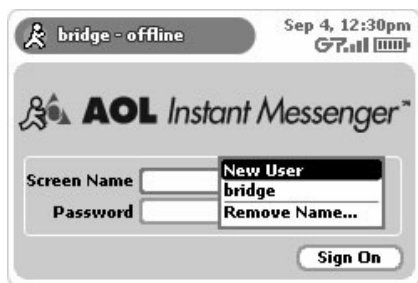 bridge - offline
Sep 4, 12:30pm
G
AOL Instant Messenger™
Screen Name
New User
bridge
Password
Remove Name...
Sign On